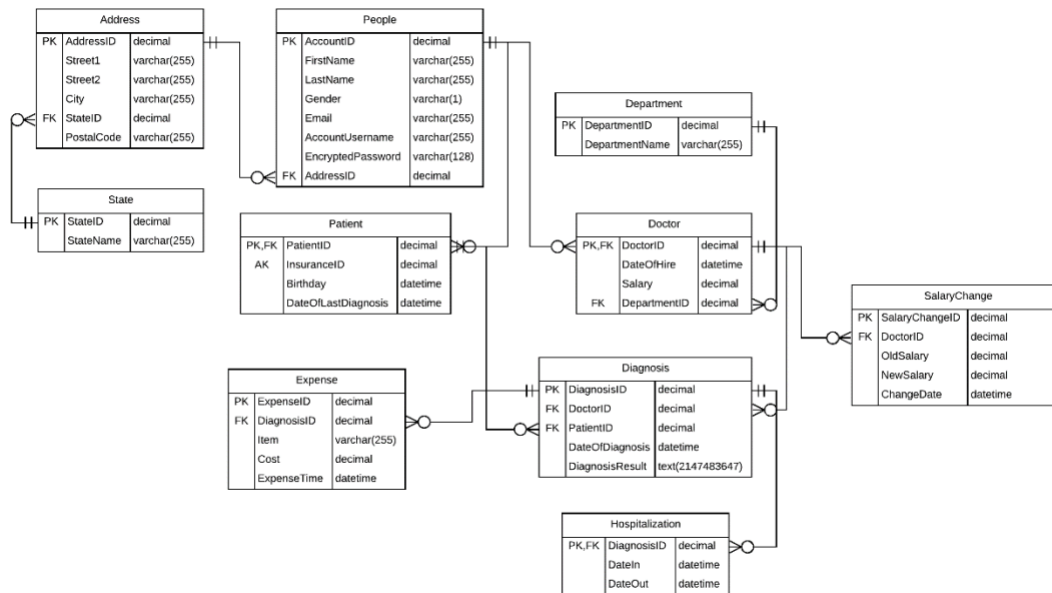 Address
PK AddressID decimal
Street1 varchar(255)
Street2 varchar(255)
City varchar(255)
FK StateID decimal
PostalCode varchar(255)
People
PK AccountID decimal
FirstName varchar(255)
LastName varchar(255)
Gender varchar(1)
Email varchar(255)
AccountUsername varchar(255)
EncryptedPassword varchar(128)
FK AddressID decimal
Department
PK DepartmentID decimal
DepartmentName varchar(255)
State
PK StateID decimal
StateName varchar(255)
Patient
PK,FK PatientID decimal
AK InsuranceID decimal
Birthday datetime
DateOfLastDiagnosis datetime
Doctor
PK,FK DoctorID decimal
DateOfHire datetime
Salary decimal
FK DepartmentID decimal
SalaryChange
PK SalaryChangeID decimal
FK DoctorID decimal
OldSalary decimal
NewSalary decimal
ChangeDate datetime
Expense
PK ExpenseID decimal
FK DiagnosisID decimal
Item varchar(255)
Cost decimal
ExpenseTime datetime
Diagnosis
PK DiagnosisID decimal
FK DoctorID decimal
FK PatientID decimal
DateOfDiagnosis datetime
DiagnosisResult text(2147483647)
Hospitalization
PK,FK DiagnosisID decimal
DateIn datetime
DateOut datetime